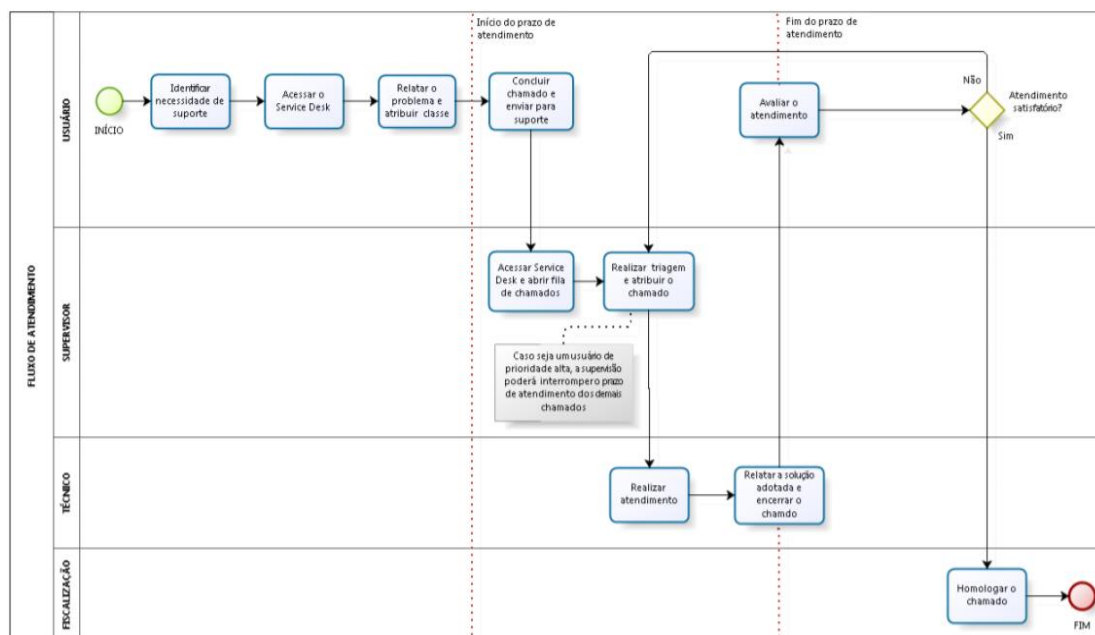 FLUXO DE ATENDIMENTO
USUÁRIO
INÍCIO
Identificar
necessidade de
suporte
Acessar o
Service Desk
Relatar o
problema e
atribuir classe
Início do prazo de
atendimento
Concluir
chamado e
enviar para
suporte
Fim do prazo de
atendimento
Avaliar o
atendimento
Não
Atendimento
satisfatório?
Sim
SUPERVISOR
Acessar Service
Desk e abrir fila
de chamados
Realizar triagem
e atribuir o
chamado
Caso seja um usuário de
prioridade alta, a supervisão
poderá interromper o prazo
de atendimento dos demais
chamados
TÉCNICO
Realizar
atendimento
Relatar a solução
adotada e
encerrar o
chamdo
FISCALIZAÇÃO
Homologar o
chamado
FIM